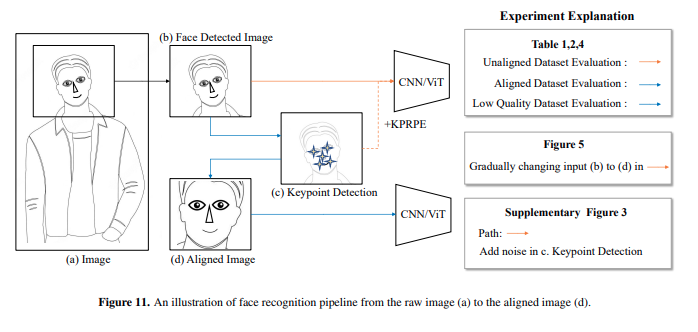 Experiment Explanation
(b) Face Detected Image
CNN/ViT
+KPRPE
(c) Keypoint Detection
CNN/ViT
(a) Image
(d) Aligned Image
Table 1,2,4
Unaligned Dataset Evaluation :
Aligned Dataset Evaluation :
Low Quality Dataset Evaluation :
Figure 5
Gradually changing input (b) to (d) in
Supplementary Figure 3
Path:
Add noise in c. Keypoint Detection
Figure 11. An illustration of face recognition pipeline from the raw image (a) to the aligned image (d).